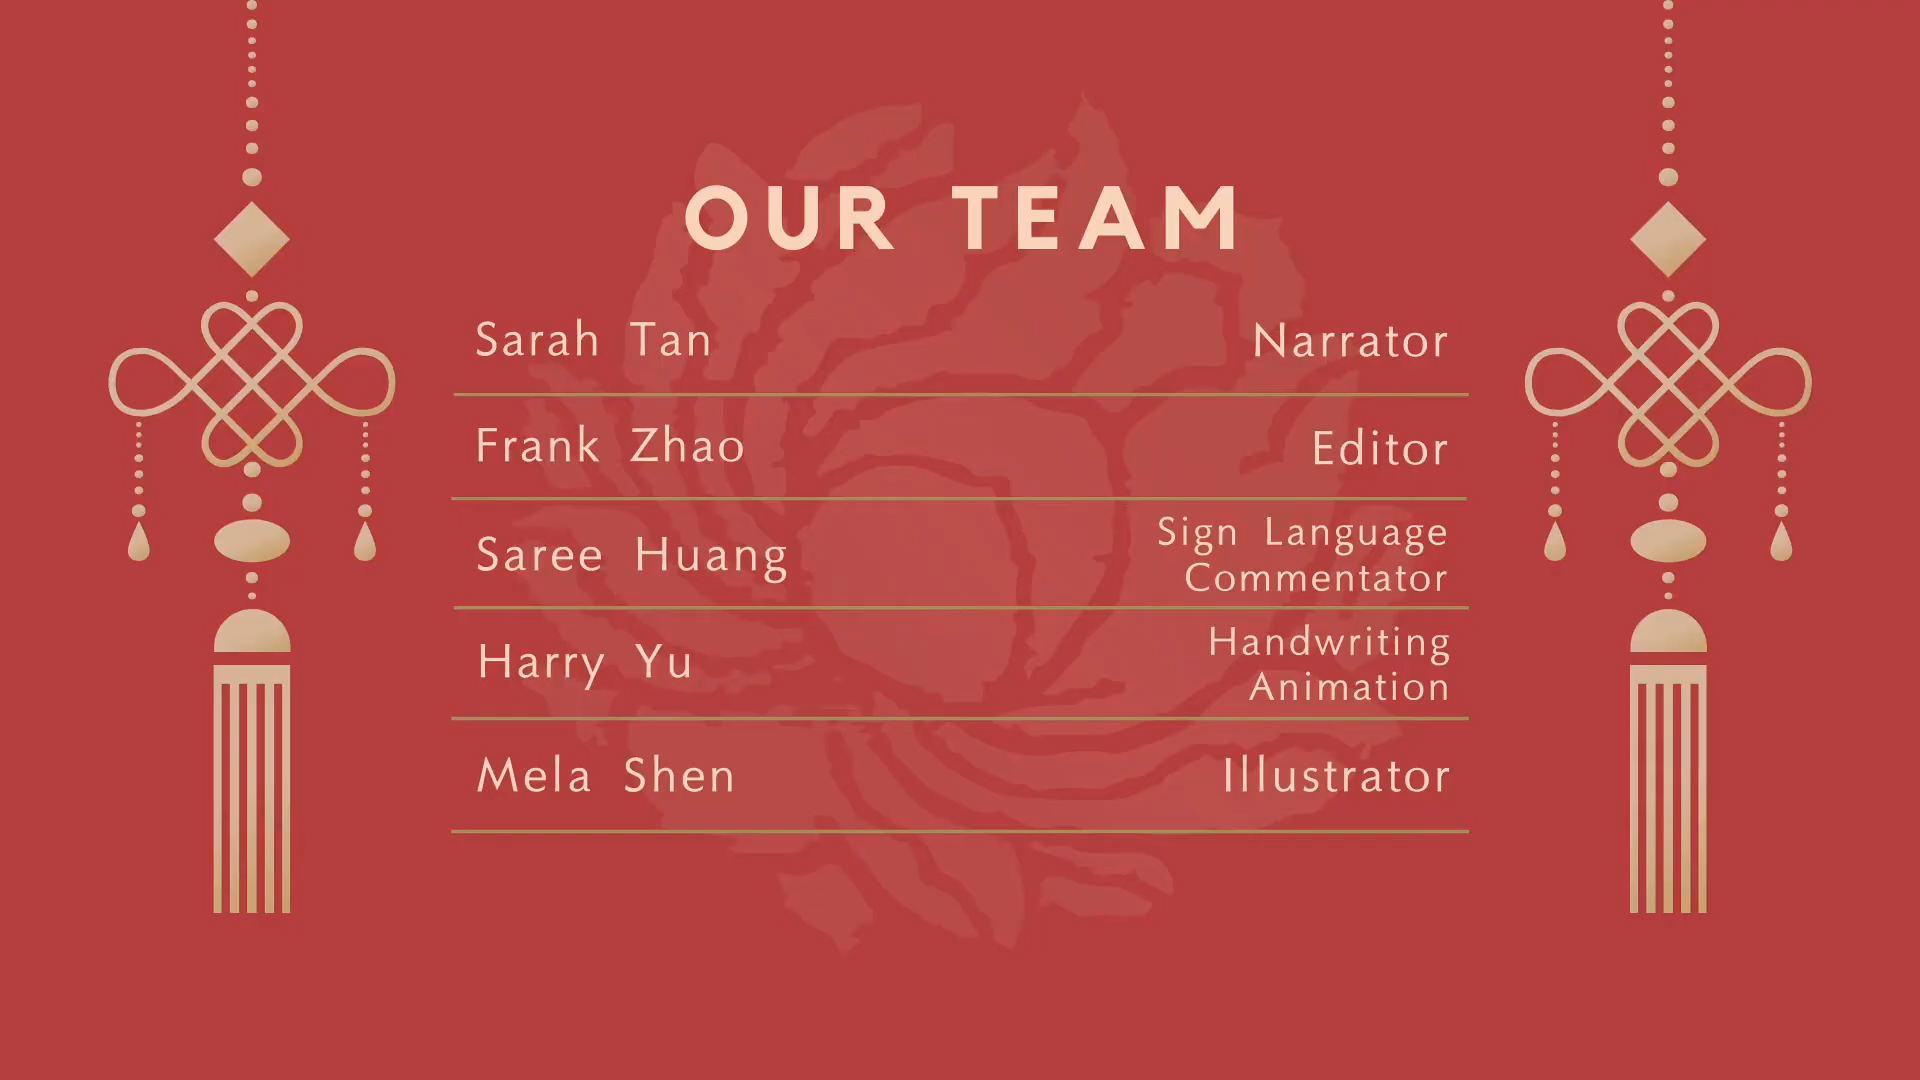 OUR TEAM
Sarah Tan Narrator
Frank Zhao Editor
Saree Huang Sign Language
Commentator
Harry Yu Handwriting
Animation
Mela Shen Illustrator